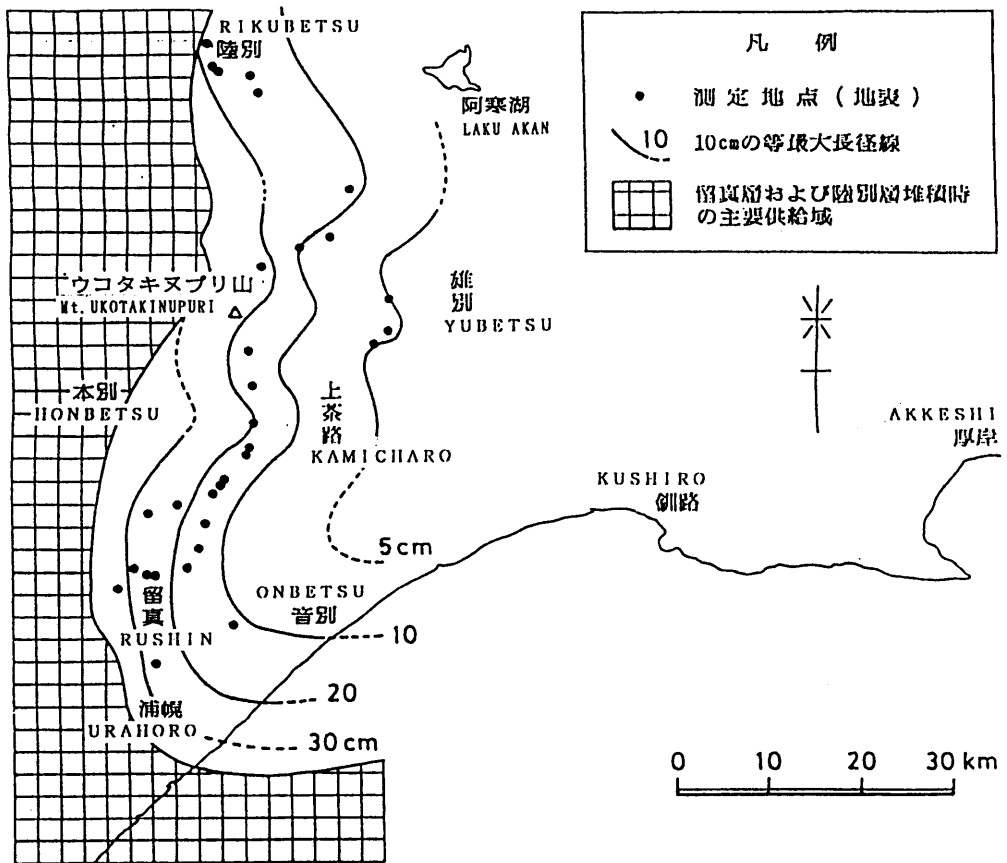 RIKUBETSU
陸別
阿寒湖
LAKU AKAN
凡 例
測定地点(地表)
10
10cmの等最大長径線
留真層および陸別層堆積時
の主要供給域
ウコタキヌプリ山
Mt. UKOTAKINUPURI
雄別
YUBETSU
本別
HONBETSU
上茶路
KAMICHARO
AKKESHI
厚岸
KUSHIRO
釧路
5cm
留真
RUSHIN
ONBETSU
音別
10
20
浦幌
URAHORO
30cm
0 10 20 30 km